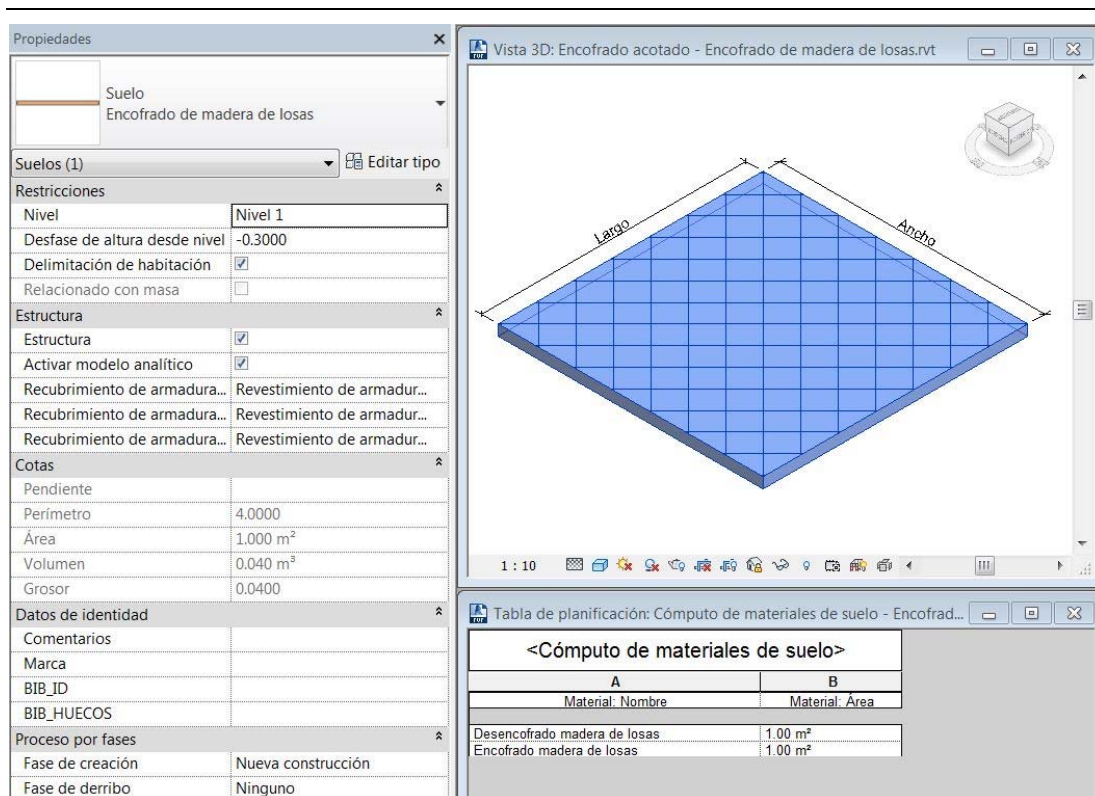 Propiedades
Suelo
Encofrado de madera de losas
Suelos (1)
Editar tipo
Restricciones
Nivel Nivel 1
Desfase de altura desde nivel -0.3000
Delimitación de habitación
Relacionado con masa
Estructura
Estructura
Activar modelo analítico
Recubrimiento de armadura... Revestimiento de armadur...
Recubrimiento de armadura... Revestimiento de armadur...
Recubrimiento de armadura... Revestimiento de armadur...
Cotas
Pendiente
Perímetro 4.0000
Área 1.000 m²
Volumen 0.040 m³
Grosor 0.0400
Datos de identidad
Comentarios
Marca
BIB_ID
BIB_HUECOS
Proceso por fases
Fase de creación Nueva construcción
Fase de derribo Ninguno
Vista 3D: Encofrado acotado - Encofrado de madera de losas.rvt
Largo
Ancho
1 : 10
Tabla de planificación: Cómputo de materiales de suelo - Encofrad...
<Cómputo de materiales de suelo>
A B
Material: Nombre Material: Área
Desencofrado madera de losas 1.00 m²
Encofrado madera de losas 1.00 m²